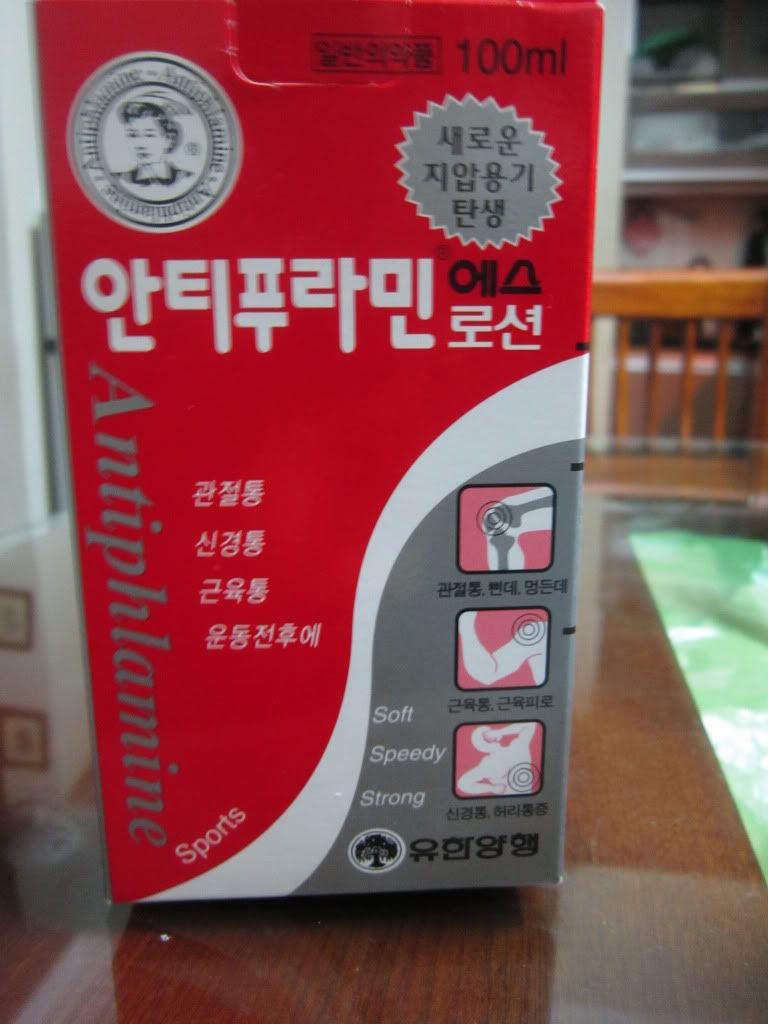 일반의약품 100ml
Antiphlamine - Antiphlamine - Antiphlamine
®
새로운
지압용기
탄생
안티푸라민® 에스
로션
Antiphlamine
관절통
신경통
근육통
운동전후에
관절통, 삔데, 멍든데
근육통, 근육피로
신경통, 허리통증
Soft
Speedy
Strong
Sports
유한양행